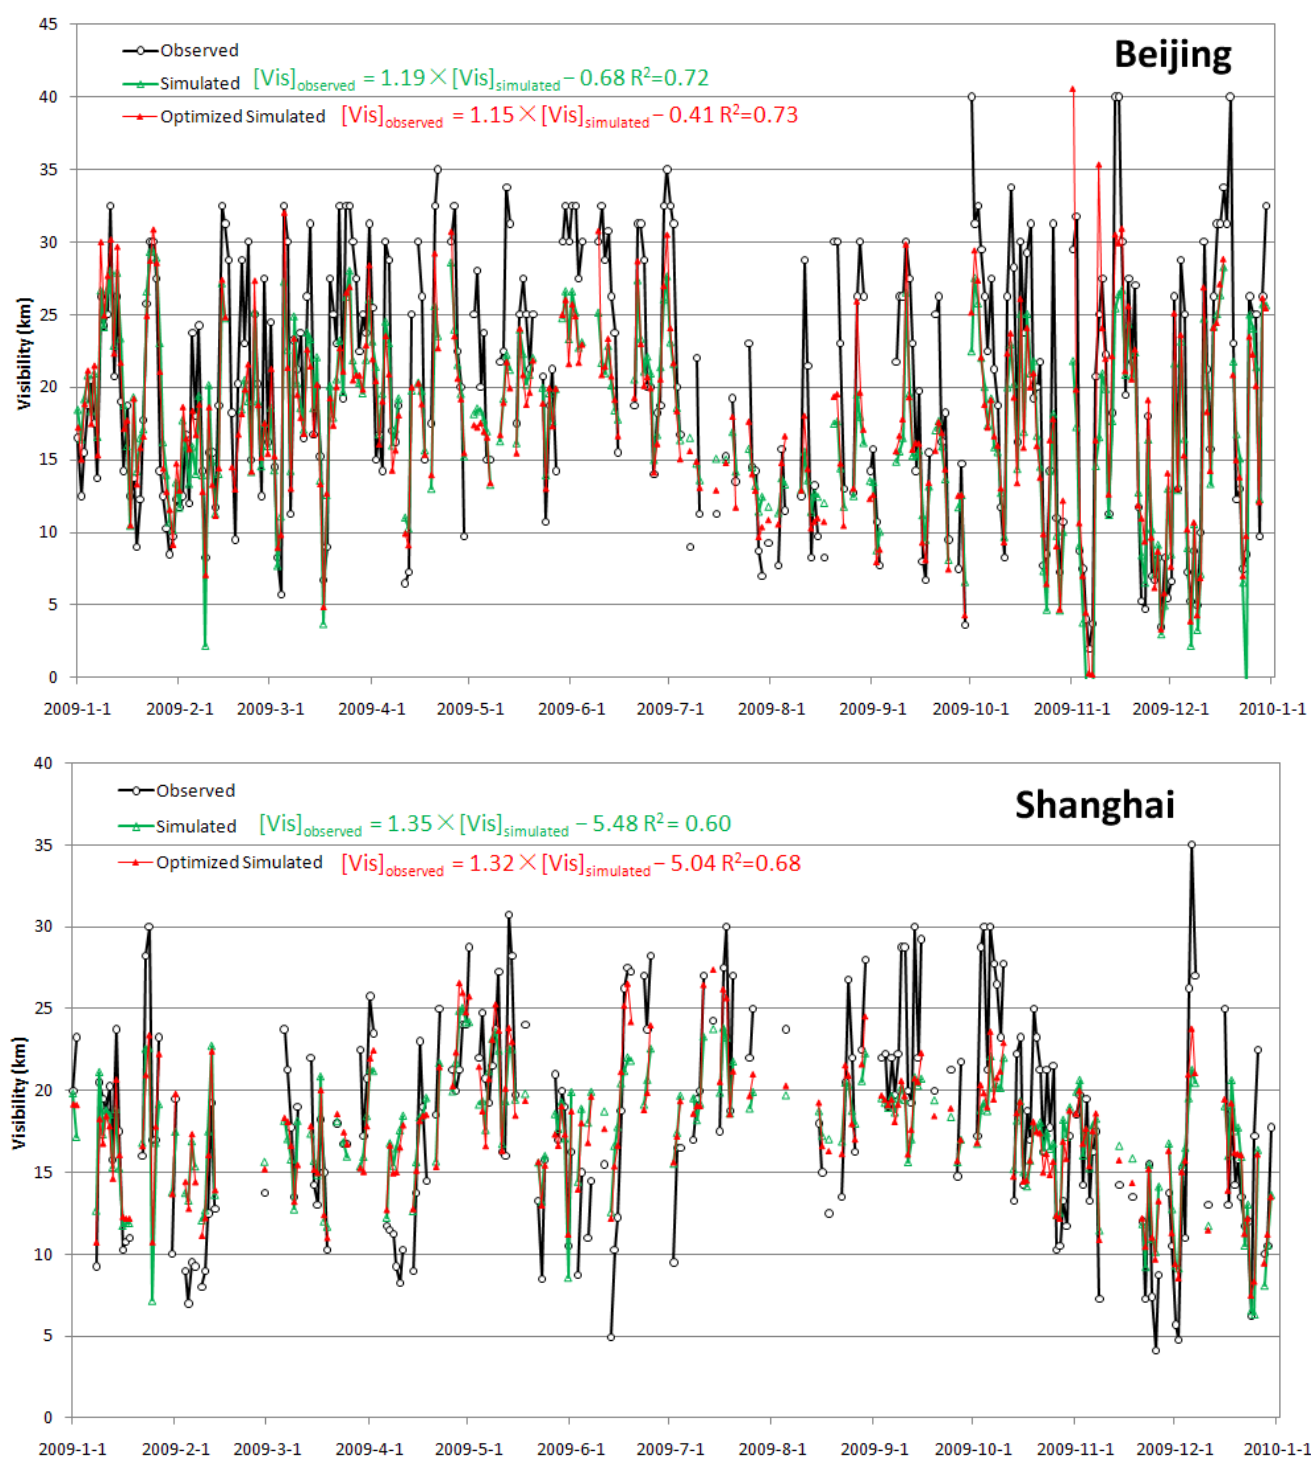 45
Beijing
Observed
Simulated [Vis]observed = 1.19 × [Vis]simulated − 0.68 R²=0.72
40
Optimized Simulated [Vis]observed = 1.15 × [Vis]simulated − 0.41 R²=0.73
35
30
25
Visibility (km)
20
15
10
5
0
2009-1-1 2009-2-1 2009-3-1 2009-4-1 2009-5-1 2009-6-1 2009-7-1 2009-8-1 2009-9-1 2009-10-1 2009-11-1 2009-12-1 2010-1-1
40
Observed
Shanghai
Simulated [Vis]observed = 1.35 × [Vis]simulated − 5.48 R²= 0.60
35
Optimized Simulated [Vis]observed = 1.32 × [Vis]simulated − 5.04 R²=0.68
30
25
Visibility (km)
20
15
10
5
0
2009-1-1 2009-2-1 2009-3-1 2009-4-1 2009-5-1 2009-6-1 2009-7-1 2009-8-1 2009-9-1 2009-10-1 2009-11-1 2009-12-1 2010-1-1